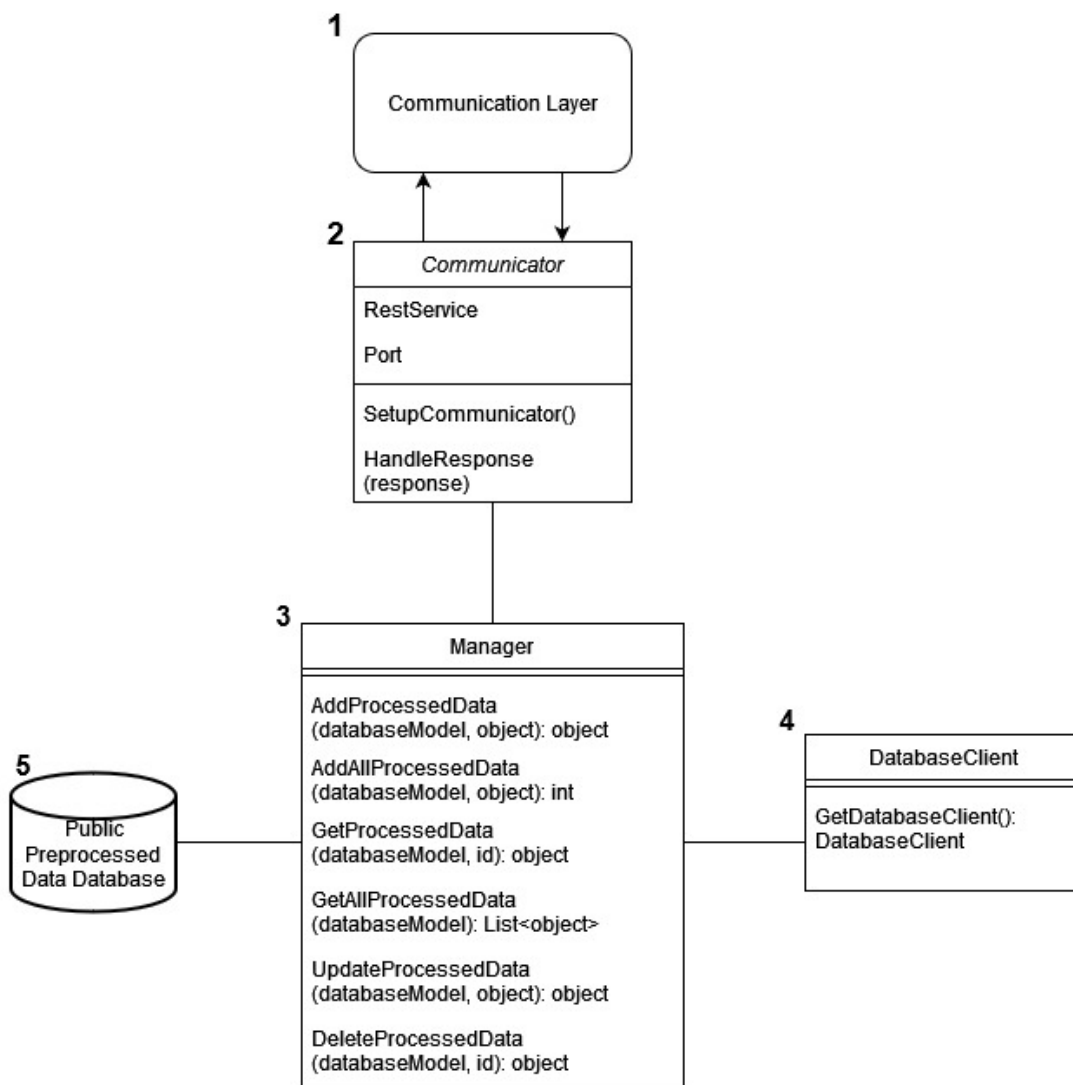 1
Communication Layer
2
Communicator
RestService
Port
SetupCommunicator()
HandleResponse
(response)
3
Manager
AddProcessedData
(databaseModel, object): object
AddAllProcessedData
(databaseModel, object): int
GetProcessedData
(databaseModel, id): object
GetAllProcessedData
(databaseModel): List<object>
UpdateProcessedData
(databaseModel, object): object
DeleteProcessedData
(databaseModel, id): object
4
DatabaseClient
GetDatabaseClient():
DatabaseClient
5
Public
Preprocessed
Data Database